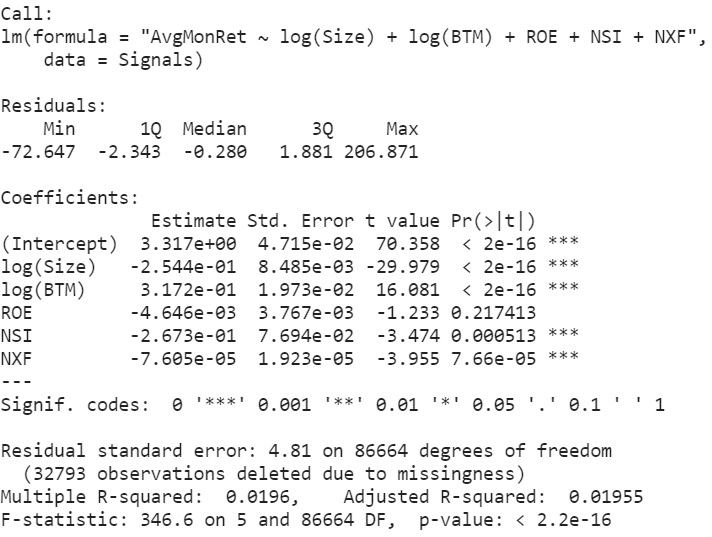 Call:
lm(formula = "AvgMonRet ~ log(Size) + log(BTM) + ROE + NSI + NXF",
    data = Signals)

Residuals:
    Min      1Q  Median      3Q     Max
-72.647  -2.343  -0.280   1.881 206.871

Coefficients:
              Estimate Std. Error t value Pr(>|t|)
(Intercept)  3.317e+00  4.715e-02  70.358  < 2e-16 ***
log(Size)   -2.544e-01  8.485e-03 -29.979  < 2e-16 ***
log(BTM)     3.172e-01  1.973e-02  16.081  < 2e-16 ***
ROE         -4.646e-03  3.767e-03  -1.233 0.217413
NSI         -2.673e-01  7.694e-02  -3.474 0.000513 ***
NXF         -7.605e-05  1.923e-05  -3.955 7.66e-05 ***
---
Signif. codes:  0 '***' 0.001 '**' 0.01 '*' 0.05 '.' 0.1 ' ' 1

Residual standard error: 4.81 on 86664 degrees of freedom
  (32793 observations deleted due to missingness)
Multiple R-squared:  0.0196,    Adjusted R-squared:  0.01955
F-statistic: 346.6 on 5 and 86664 DF,  p-value: < 2.2e-16